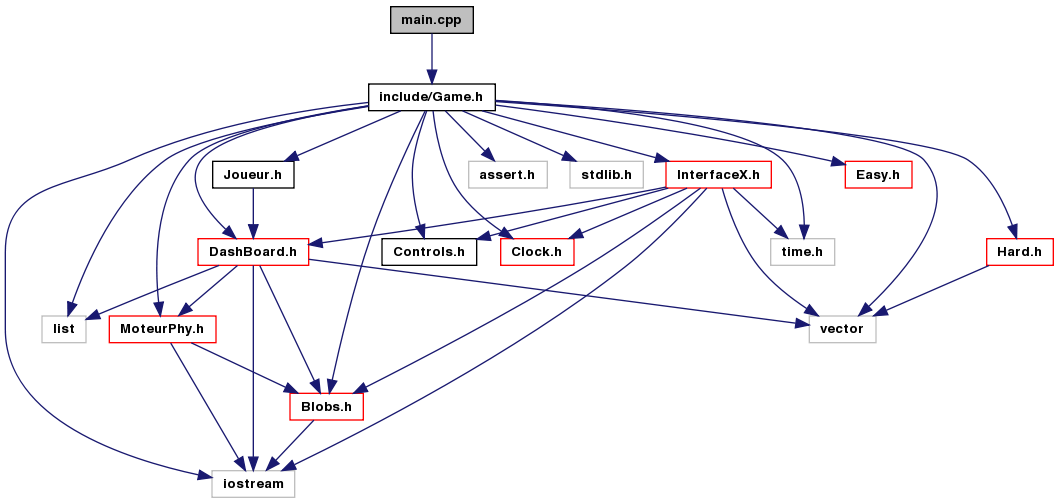 main.cpp
include/Game.h
Joueur.h
assert.h
stdlib.h
InterfaceX.h
Easy.h
DashBoard.h
Controls.h
Clock.h
time.h
Hard.h
list
MoteurPhy.h
vector
Blobs.h
iostream